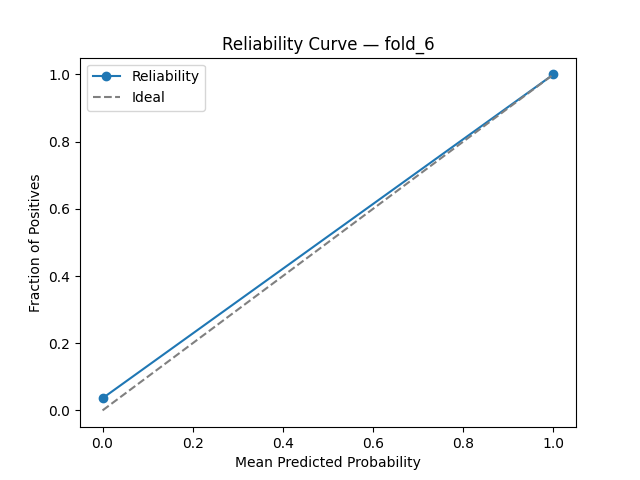 Reliability Curve — fold_6
Reliability
Ideal
Fraction of Positives
1.0
0.8
0.6
0.4
0.2
0.0
0.0 0.2 0.4 0.6 0.8 1.0
Mean Predicted Probability